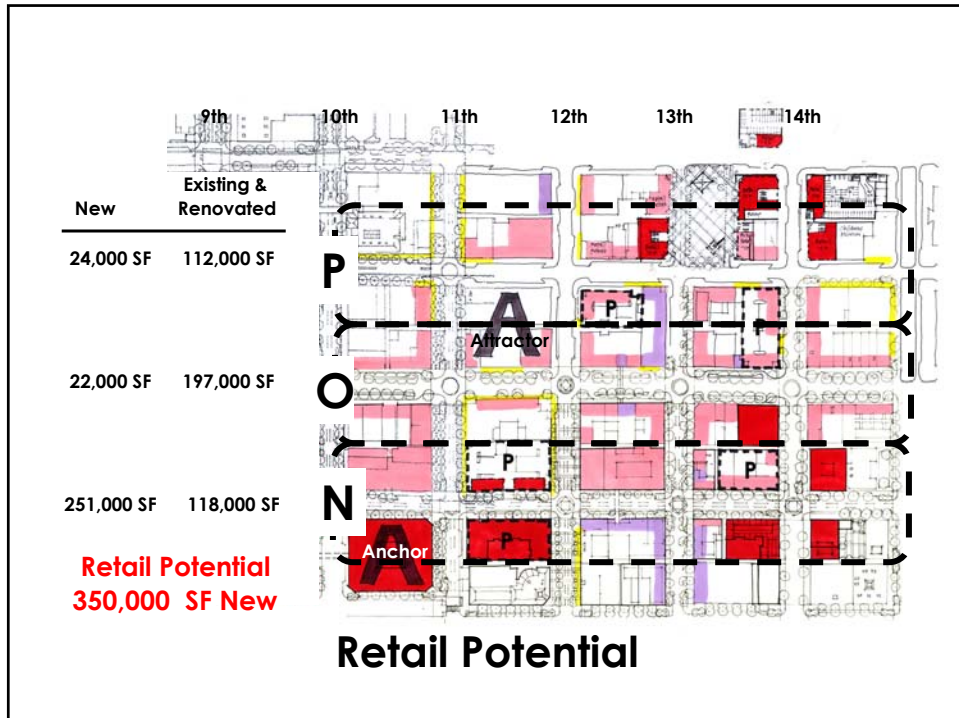 9th 10th 11th 12th 13th 14th
New Existing &
Renovated
24,000 SF 112,000 SF
P
A
Attractor
P
P
22,000 SF 197,000 SF
O
P
P
251,000 SF 118,000 SF
N
A
Anchor
P
Retail Potential
350,000 SF New
Retail Potential